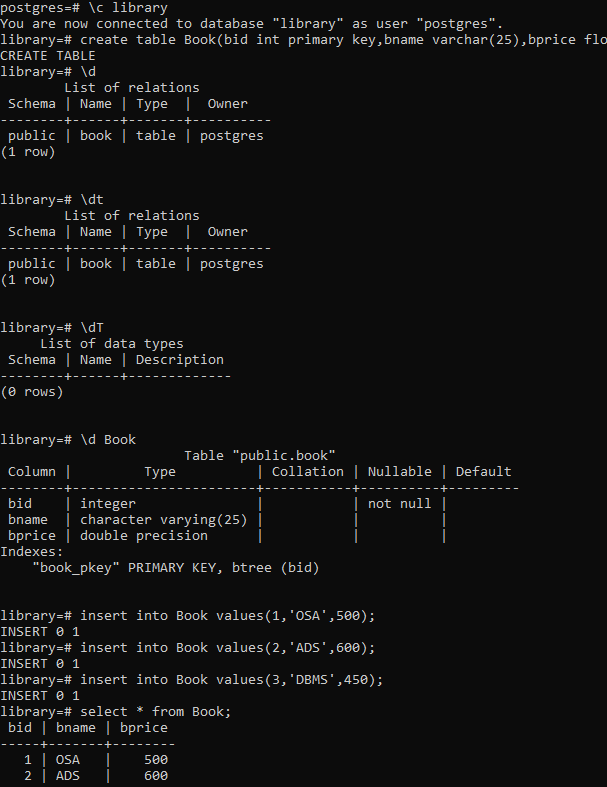 postgres=# \c library
You are now connected to database "library" as user "postgres".
library=# create table Book(bid int primary key,bname varchar(25),bprice flo
CREATE TABLE
library=# \d
        List of relations
 Schema | Name | Type  |  Owner
--------+------+-------+----------
 public | book | table | postgres
(1 row)
library=# \dt
        List of relations
 Schema | Name | Type  |  Owner
--------+------+-------+----------
 public | book | table | postgres
(1 row)
library=# \dT
     List of data types
 Schema | Name | Description
--------+------+-------------
(0 rows)
library=# \d Book
                       Table "public.book"
 Column |         Type          | Collation | Nullable | Default
--------+-----------------------+-----------+----------+---------
 bid    | integer               |           | not null |
 bname  | character varying(25) |           |          |
 bprice | double precision      |           |          |
Indexes:
    "book_pkey" PRIMARY KEY, btree (bid)
library=# insert into Book values(1,'OSA',500);
INSERT 0 1
library=# insert into Book values(2,'ADS',600);
INSERT 0 1
library=# insert into Book values(3,'DBMS',450);
INSERT 0 1
library=# select * from Book;
 bid | bname | bprice
-----+-------+--------
   1 | OSA   |    500
   2 | ADS   |    600